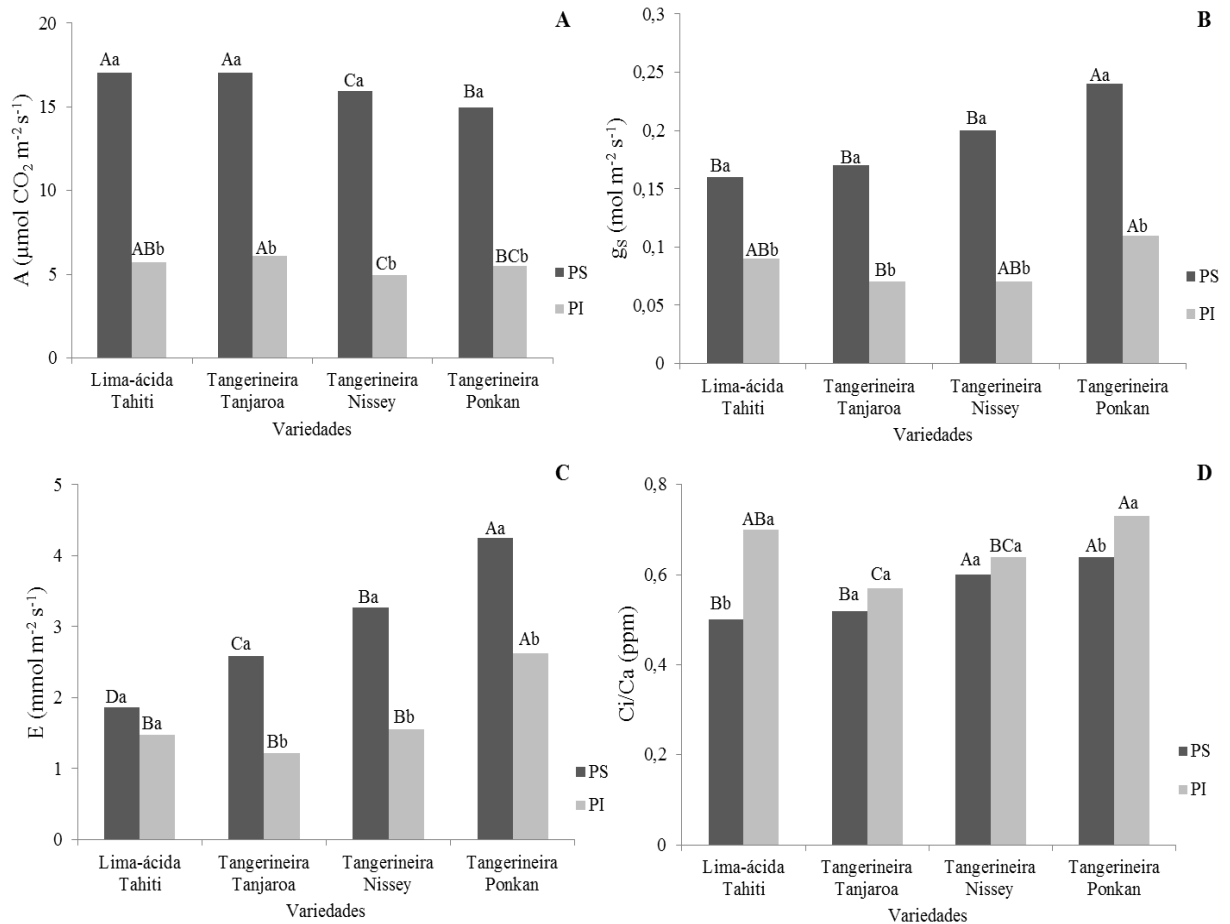 A
A (µmol CO₂ m⁻² s⁻¹)
20
15
10
5
0
Aa Aa Ca Ba
ABb Ab Cb BCb
PS
PI
Lima-ácida Tangerineira Tangerineira Tangerineira
Tahiti Tanjaroa Nissey Ponkan
Variedades
B
gs (mol m⁻² s⁻¹)
0,3
0,25
0,2
0,15
0,1
0,05
0
Ba Ba Ba Aa
ABb Bb ABb Ab
PS
PI
Lima-ácida Tangerineira Tangerineira Tangerineira
Tahiti Tanjaroa Nissey Ponkan
Variedades
C
E (mmol m⁻² s⁻¹)
5
4
3
2
1
0
Da Ca Ba Aa
Ba Bb Bb Ab
PS
PI
Lima-ácida Tangerineira Tangerineira Tangerineira
Tahiti Tanjaroa Nissey Ponkan
Variedades
D
Ci/Ca (ppm)
0,8
0,6
0,4
0,2
0
Bb Ba Aa Ab
ABa Ca BCa Aa
PS
PI
Lima-ácida Tangerineira Tangerineira Tangerineira
Tahiti Tanjaroa Nissey Ponkan
Variedades